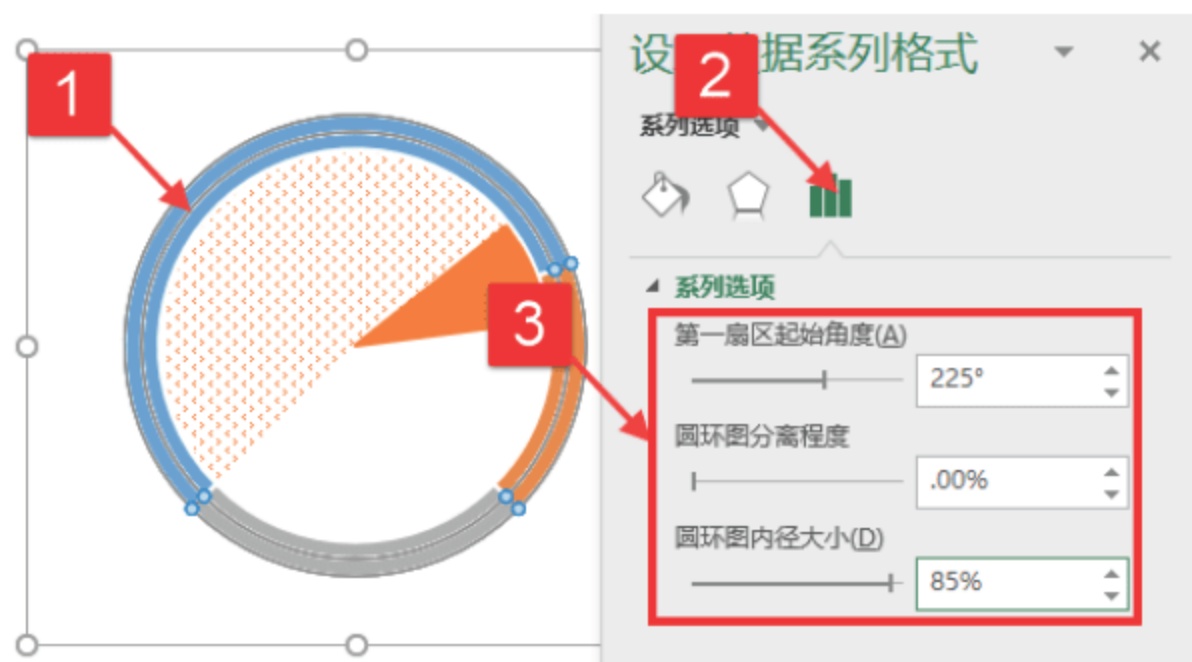 1
2
3
设 据系列格式
系列选项
系列选项
第一扇区起始角度(A)
225°
圆环图分离程度
.00%
圆环图内径大小(D)
85%